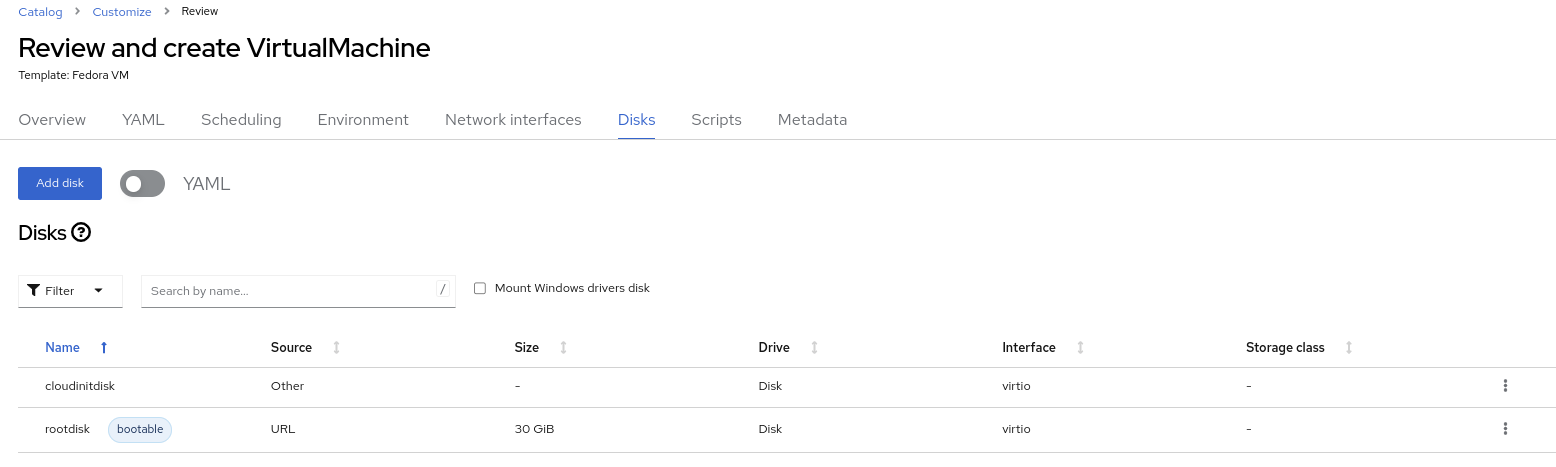 Catalog > Customize > Review
Review and create VirtualMachine
Template: Fedora VM
Overview YAML Scheduling Environment Network interfaces Disks Scripts Metadata
Add disk YAML
Disks
Filter Search by name... / Mount Windows drivers disk
Name Source Size Drive Interface Storage class
cloudinitdisk Other - Disk virtio -
rootdisk bootable URL 30 GiB Disk virtio -